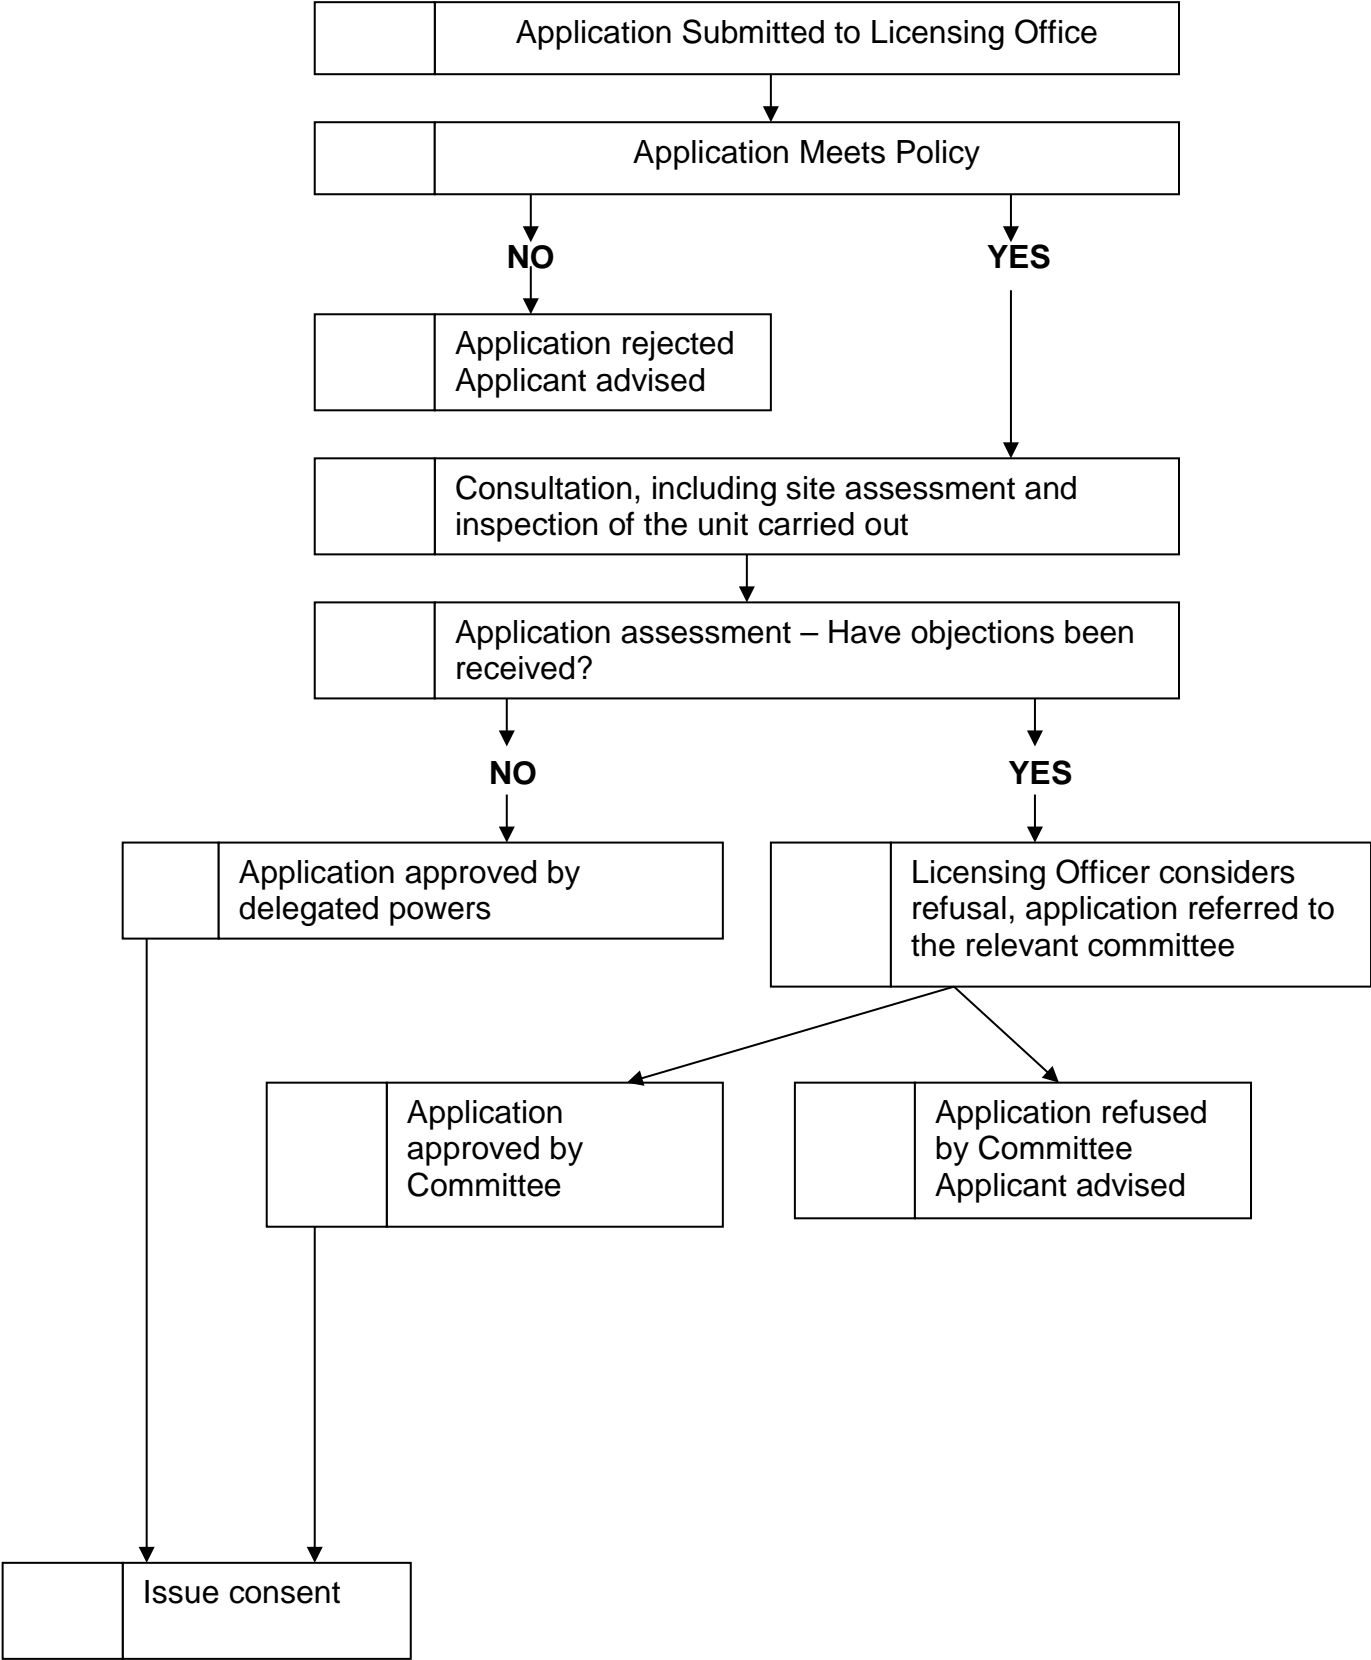 Application Submitted to Licensing Office
Application Meets Policy
NO
YES
Application rejected
Applicant advised
Consultation, including site assessment and
inspection of the unit carried out
Application assessment – Have objections been
received?
NO
YES
Application approved by
delegated powers
Licensing Officer considers
refusal, application referred to
the relevant committee
Application
approved by
Committee
Application refused
by Committee
Applicant advised
Issue consent